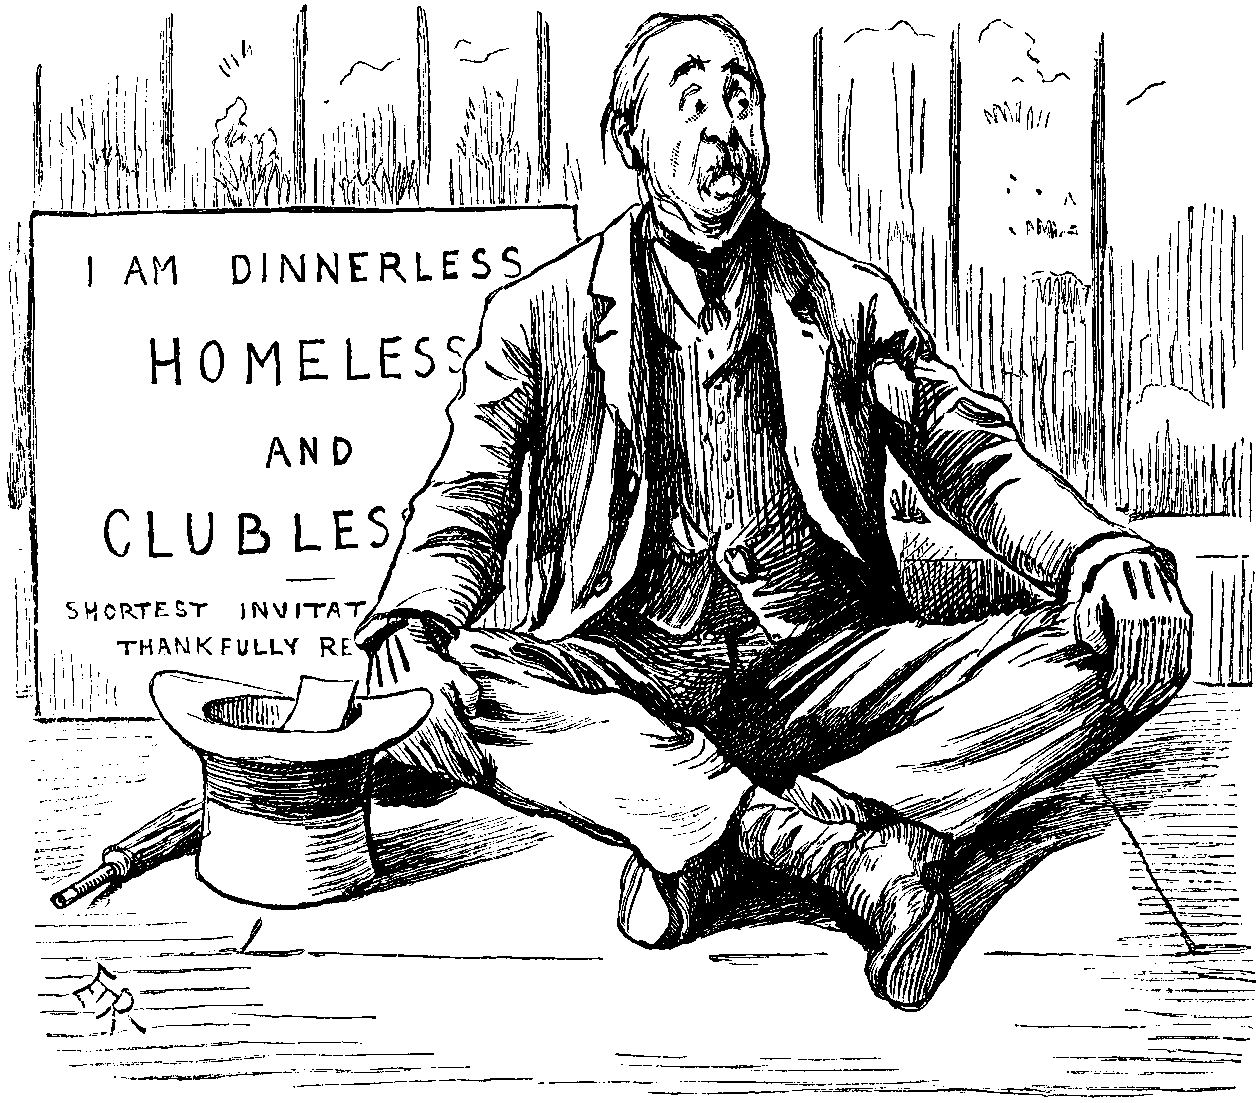 I AM DINNERLESS
HOMELESS
AND
CLUBLES
SHORTEST INVITAT
THANKFULLY RE